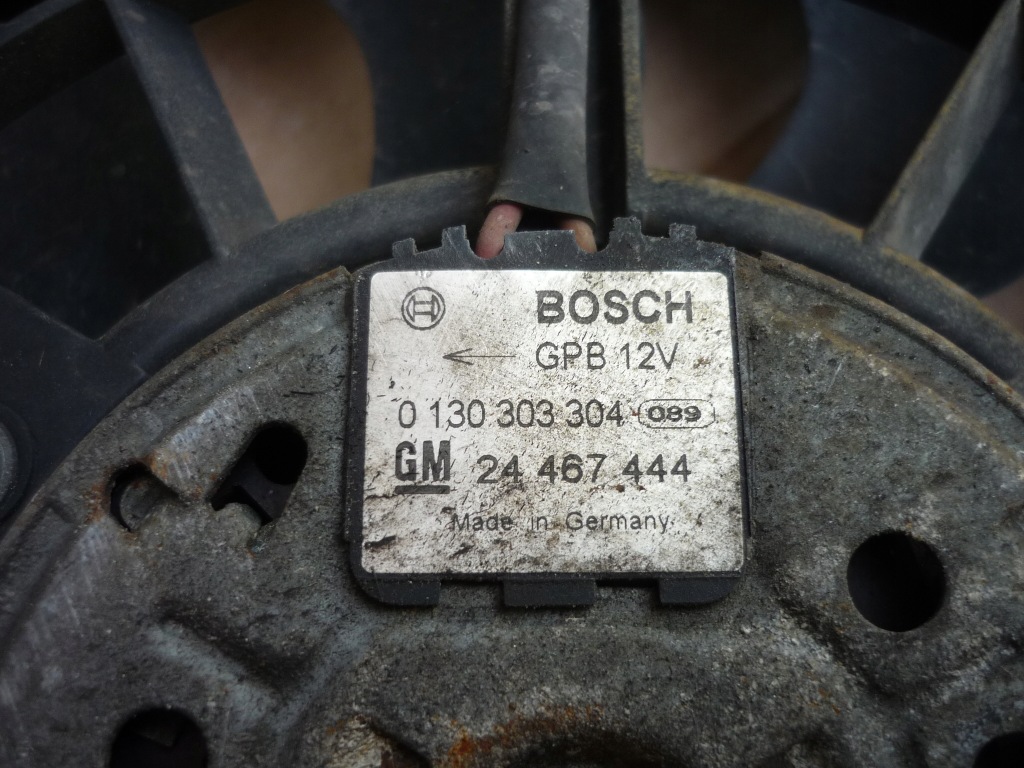 BOSCH
GPB 12V
0 130 303 304 089
GM 24 467 444
Made in Germany